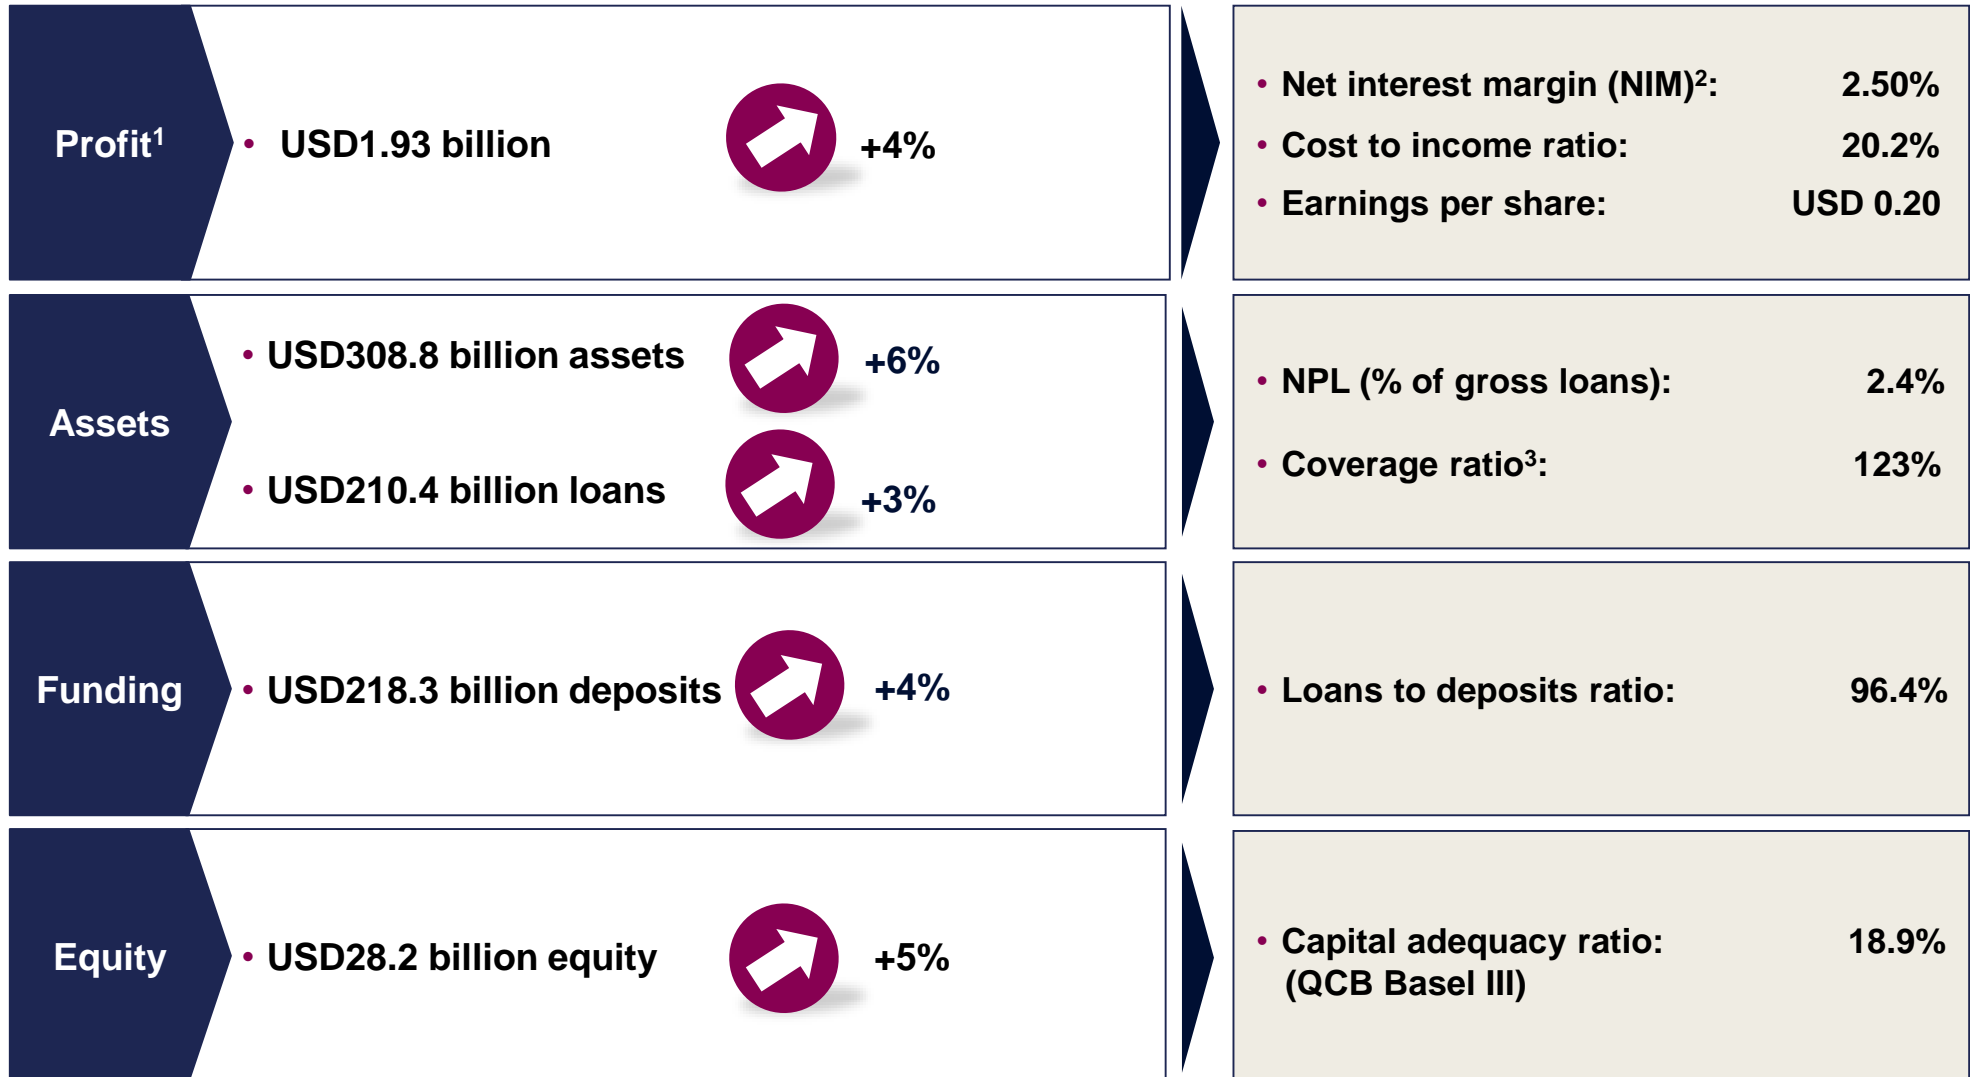 Profit¹
• USD1.93 billion
+4%
• Net interest margin (NIM)²: 2.50%
• Cost to income ratio: 20.2%
• Earnings per share: USD 0.20
Assets
• USD308.8 billion assets
+6%
• USD210.4 billion loans
+3%
• NPL (% of gross loans): 2.4%
• Coverage ratio³: 123%
Funding
• USD218.3 billion deposits
+4%
• Loans to deposits ratio: 96.4%
Equity
• USD28.2 billion equity
+5%
• Capital adequacy ratio: 18.9%
(QCB Basel III)